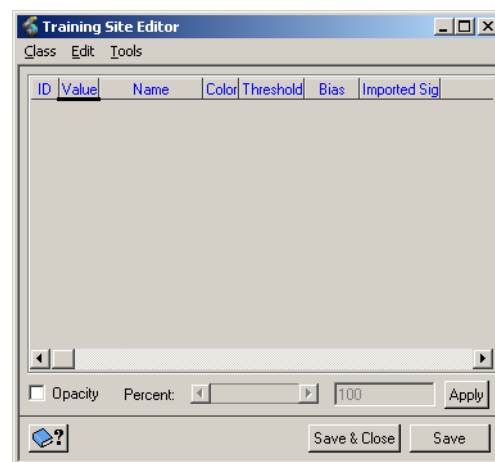 Training Site Editor
Class Edit Tools
ID Value Name Color Threshold Bias Imported Sig
Opacity Percent: 100 Apply
? Save & Close Save